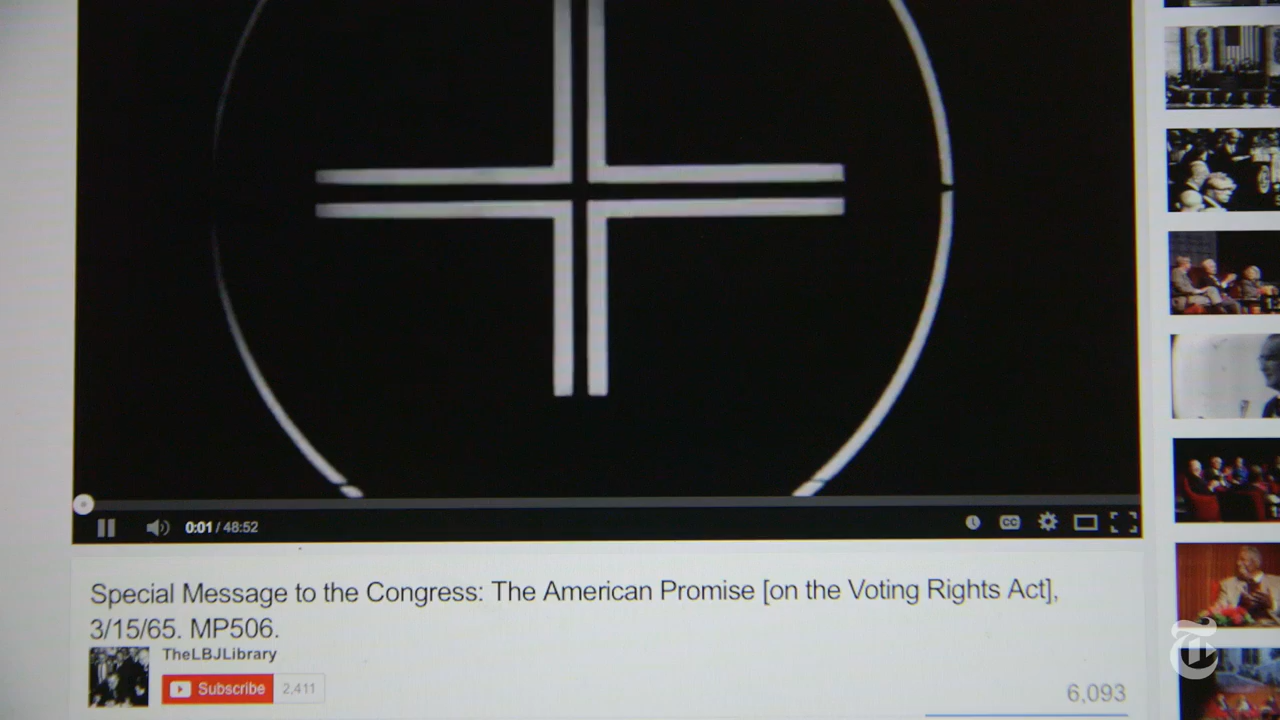 0:01 / 48:52
CC
Special Message to the Congress: The American Promise [on the Voting Rights Act],
3/15/65. MP506.
TheLBJLibrary
Subscribe 2,411
6,093
T